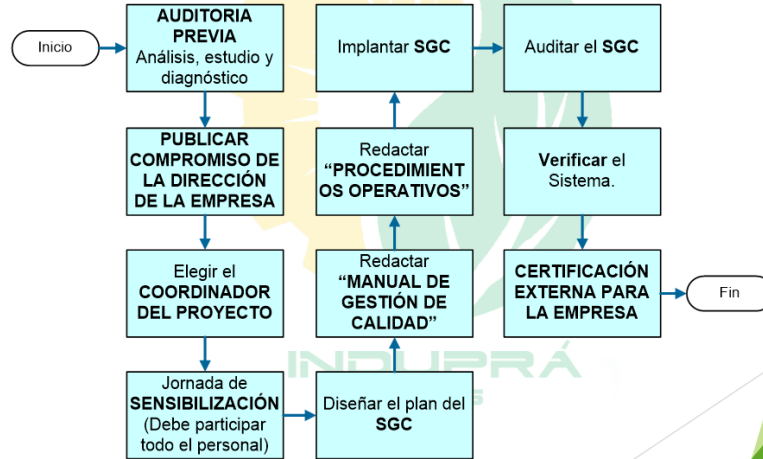 Inicio
AUDITORIA
PREVIA
Análisis, estudio y
diagnóstico
PUBLICAR
COMPROMISO DE
LA DIRECCIÓN
DE LA EMPRESA
Elegir el
COORDINADOR
DEL PROYECTO
Jornada de
SENSIBILIZACIÓN
(Debe participar
todo el personal)
Diseñar el plan del
SGC
Redactar
“MANUAL DE
GESTIÓN DE
CALIDAD”
Redactar
“PROCEDIMIENT
OS OPERATIVOS”
Implantar SGC
Auditar el SGC
Verificar el
Sistema.
CERTIFICACIÓN
EXTERNA PARA
LA EMPRESA
Fin
INDUPRÁ